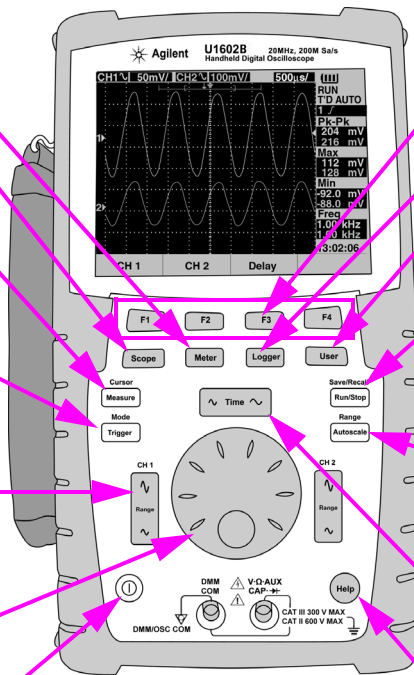 Agilent U1602B 20MHz, 200M Sa/s
Handheld Digital Oscilloscope
CH1 50mV/ CH2 100mV/ 500µs/
RUN
T'D AUTO
1
Pk-Pk
204 mV
216 mV
Max
112 mV
128 mV
Min
-92.0 mV
-88.0 mV
Freq
1.00 kHz
1.00 kHz
13:02:06
1
2
CH 1 CH 2 Delay
F1 F2 F3 F4
Scope Meter Logger User
Cursor Save/Recall
Measure Run/Stop
Mode Time Range
Trigger Autoscale
CH 1 CH 2
Range Range
DMM COM V·Ω·AUX CAP·
Help
CAT III 300 V MAX
CAT II 600 V MAX
DMM/OSC COM